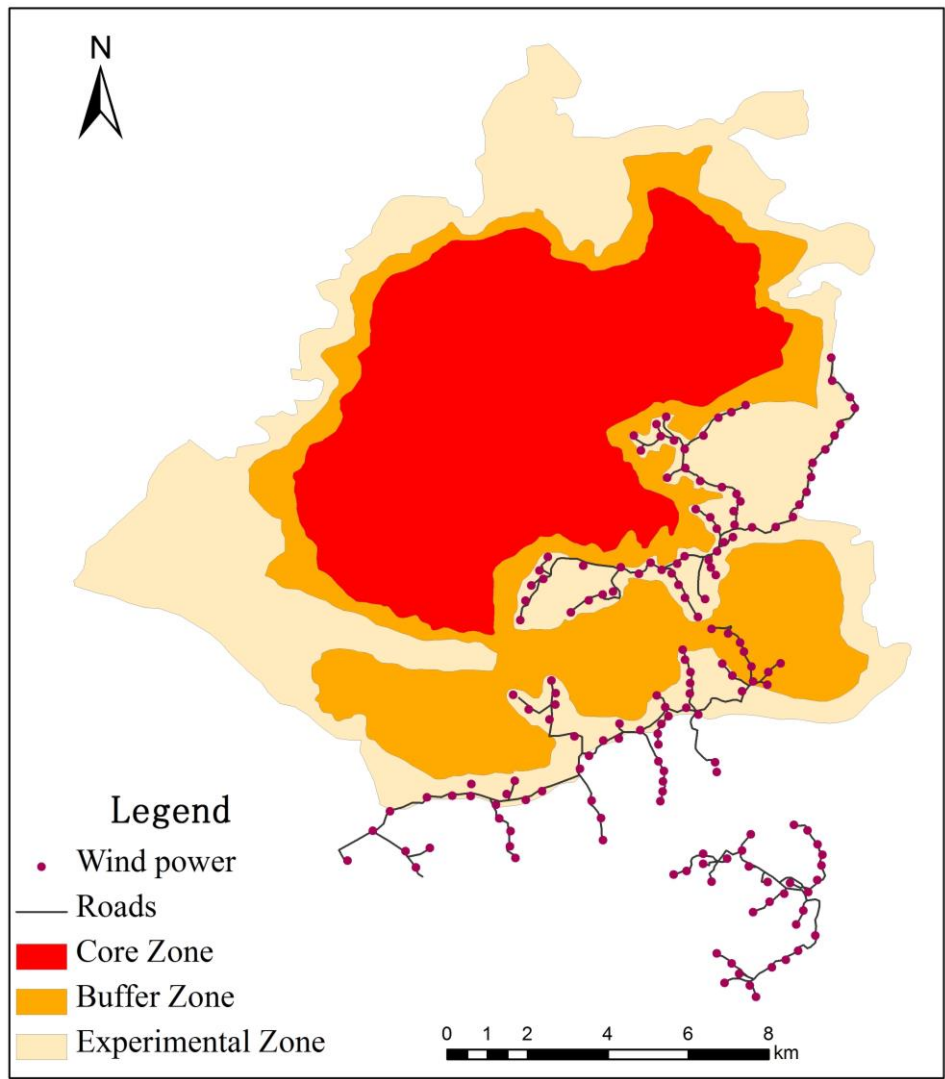 N
Legend
Wind power
Roads
Core Zone
Buffer Zone
Experimental Zone
0 1 2 4 6 8
km